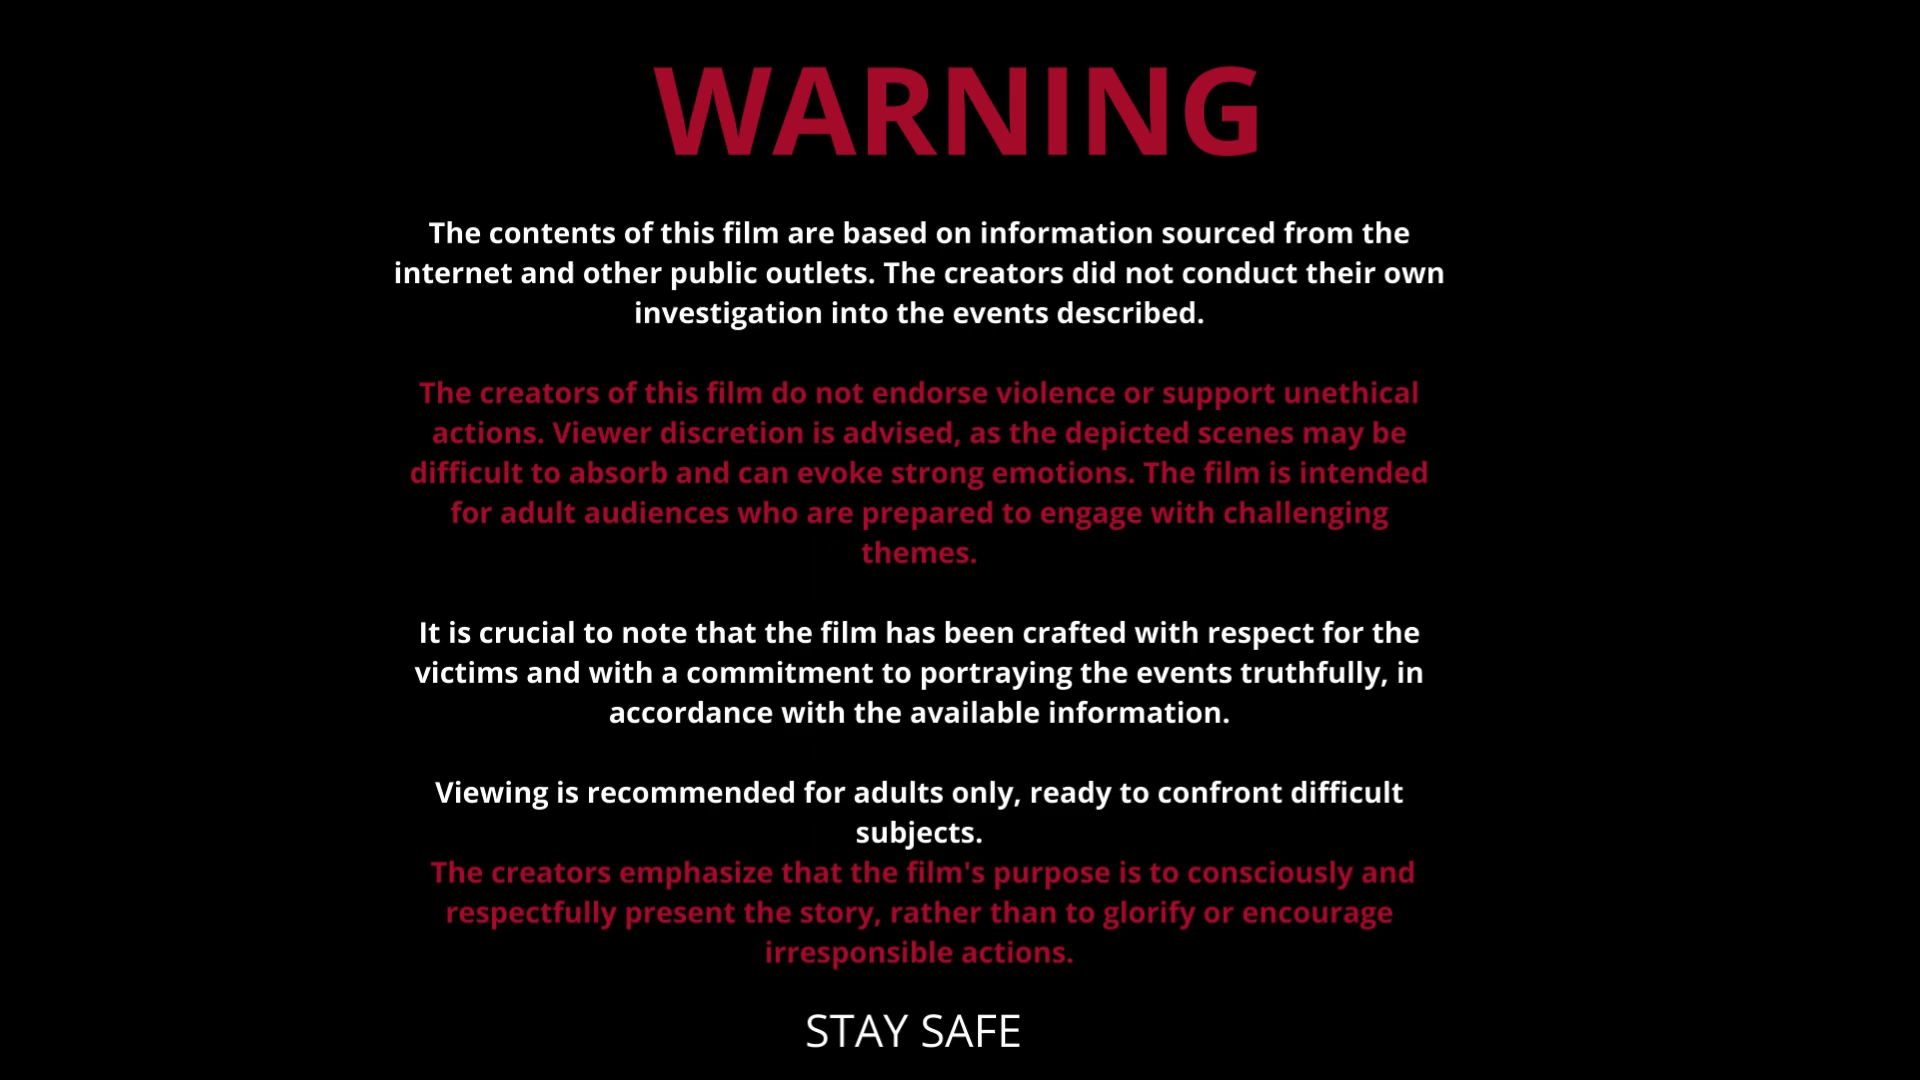 WARNING
The contents of this film are based on information sourced from the
internet and other public outlets. The creators did not conduct their own
investigation into the events described.
The creators of this film do not endorse violence or support unethical
actions. Viewer discretion is advised, as the depicted scenes may be
difficult to absorb and can evoke strong emotions. The film is intended
for adult audiences who are prepared to engage with challenging
themes.
It is crucial to note that the film has been crafted with respect for the
victims and with a commitment to portraying the events truthfully, in
accordance with the available information.
Viewing is recommended for adults only, ready to confront difficult
subjects.
The creators emphasize that the film's purpose is to consciously and
respectfully present the story, rather than to glorify or encourage
irresponsible actions.
STAY SAFE